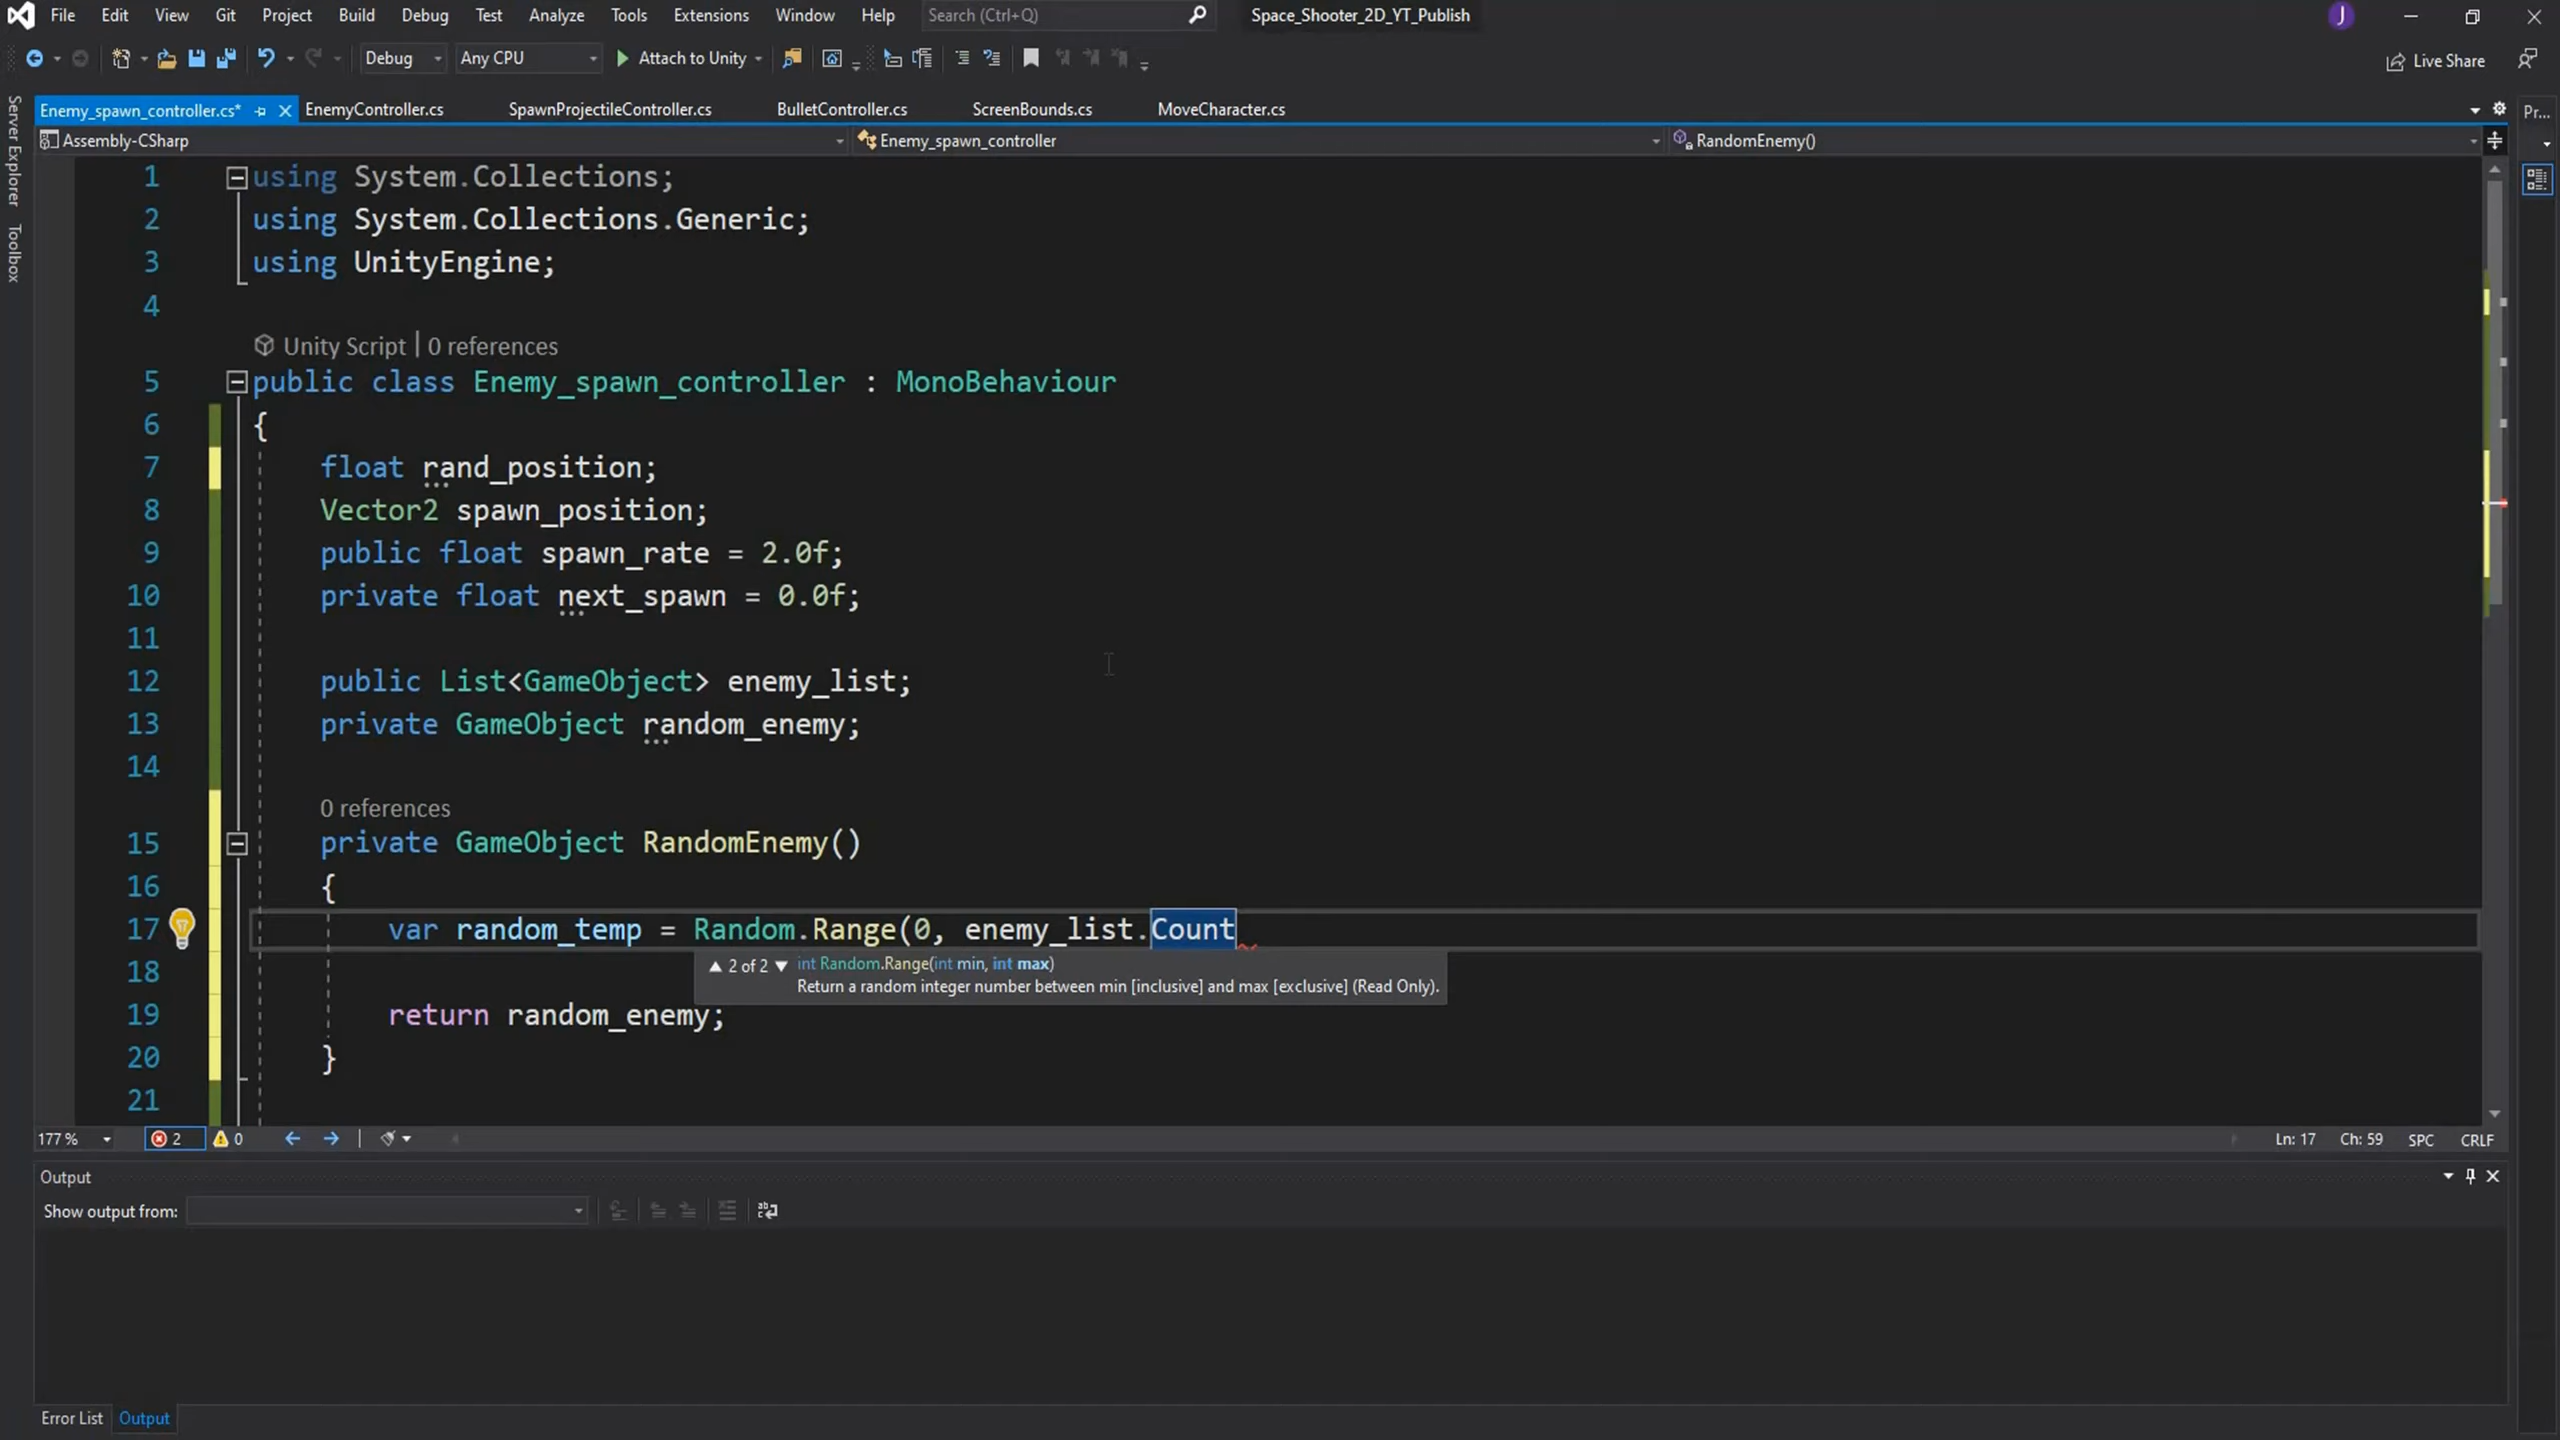 File Edit View Git Project Build Debug Test Analyze Tools Extensions Window Help Search (Ctrl+Q) Space_Shooter_2D_YT_Publish J
Debug Any CPU Attach to Unity Live Share
Enemy_spawn_controller.cs* EnemyController.cs SpawnProjectileController.cs BulletController.cs ScreenBounds.cs MoveCharacter.cs Pr...
Assembly-CSharp Enemy_spawn_controller RandomEnemy()
Server Explorer
Toolbox
1 using System.Collections;
2 using System.Collections.Generic;
3 using UnityEngine;
4
Unity Script | 0 references
5 public class Enemy_spawn_controller : MonoBehaviour
6 {
7 float rand_position;
8 Vector2 spawn_position;
9 public float spawn_rate = 2.0f;
10 private float next_spawn = 0.0f;
11
12 public List<GameObject> enemy_list;
13 private GameObject random_enemy;
14
0 references
15 private GameObject RandomEnemy()
16 {
17 var random_temp = Random.Range(0, enemy_list.Count
▲ 2 of 2 ▼ int Random.Range(int min, int max)
Return a random integer number between min [inclusive] and max [exclusive] (Read Only).
18
19 return random_enemy;
20 }
21
177 % 2 0 Ln: 17 Ch: 59 SPC CRLF
Output
Show output from:
Error List Output